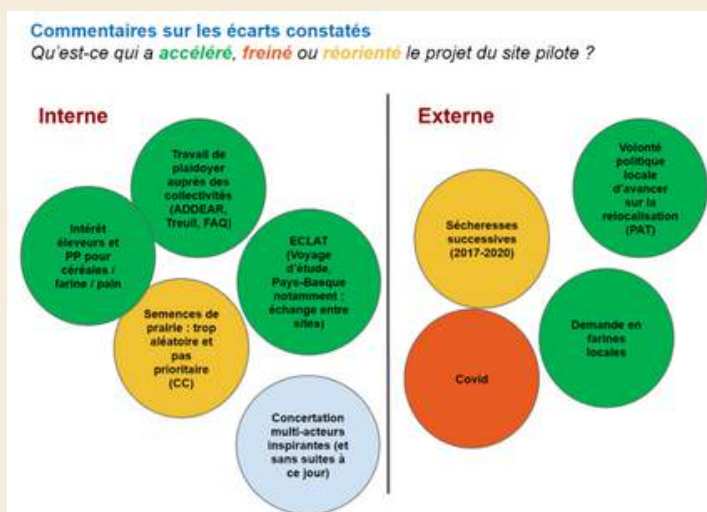 Commentaires sur les écarts constatés
Qu'est-ce qui a accéléré, freiné ou réorienté le projet du site pilote ?
Interne
Travail de
plaidoyer
auprès des
collectivités
(ADDEAR,
Treuil, FAQ)
Intérêt
éleveurs et
PP pour
céréales /
farine / pain
ECLAT
(Voyage
d'étude,
Pays-Basque
notamment :
échange entre
sites)
Semences de
prairie : trop
aléatoire et
pas
prioritaire
(CC)
Concertation
multi-acteurs
inspirantes (et
sans suites à
ce jour)
Externe
Volonté
politique
locale
d'avancer
sur la
relocalisation
(PAT)
Sécheresses
successives
(2017-2020)
Demande en
farines
locales
Covid